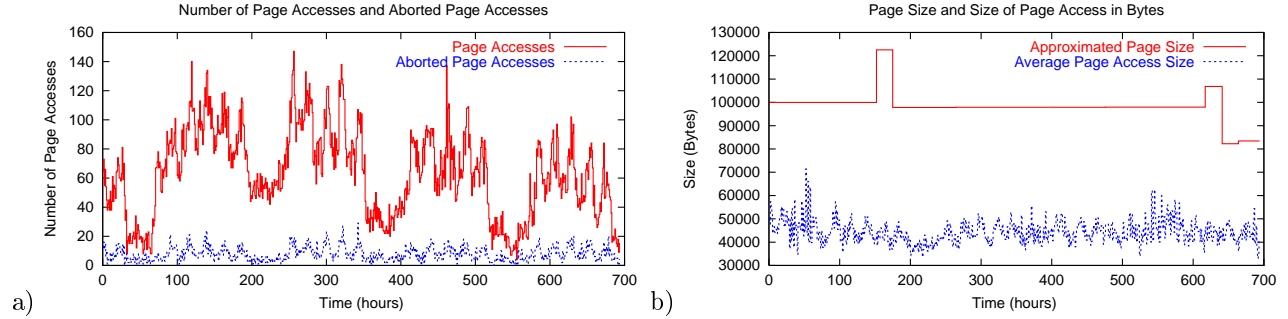 Number of Page Accesses and Aborted Page Accesses
160
140
120
100
80
60
40
20
0
Number of Page Accesses
Page Accesses
Aborted Page Accesses
0 100 200 300 400 500 600 700
Time (hours)
a)
Page Size and Size of Page Access in Bytes
130000
120000
110000
100000
90000
80000
70000
60000
50000
40000
30000
Size (Bytes)
Approximated Page Size
Average Page Access Size
0 100 200 300 400 500 600 700
Time (hours)
b)